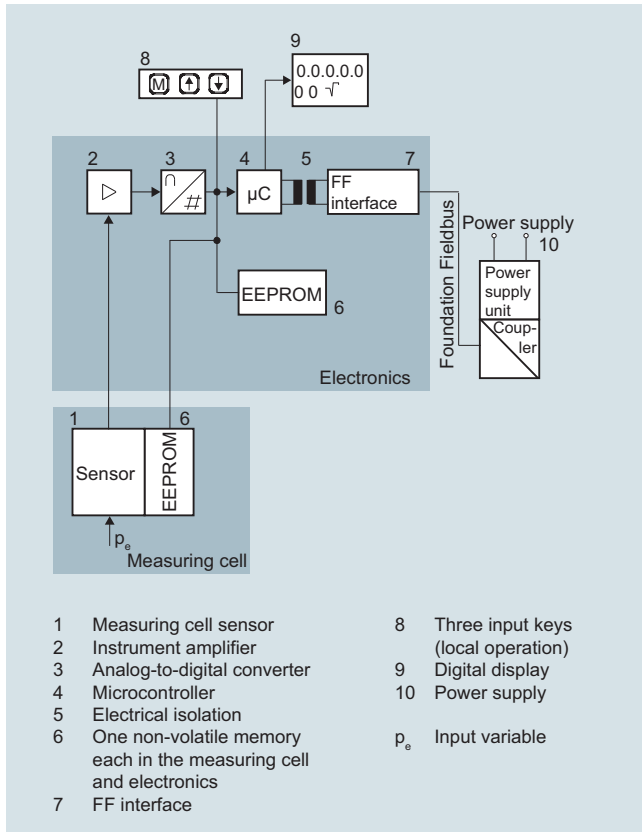 8
M
9
0.0.0.0.0
0 0 √
2
3
∩
#
4
µC
5
7
FF
interface
Foundation Fieldbus
Power supply
10
Power
supply
unit
Coup-
ler
EEPROM
6
Electronics
1
6
Sensor
EEPROM
pe
Measuring cell
1 Measuring cell sensor
2 Instrument amplifier
3 Analog-to-digital converter
4 Microcontroller
5 Electrical isolation
6 One non-volatile memory
each in the measuring cell
and electronics
7 FF interface
8 Three input keys
(local operation)
9 Digital display
10 Power supply
pe Input variable